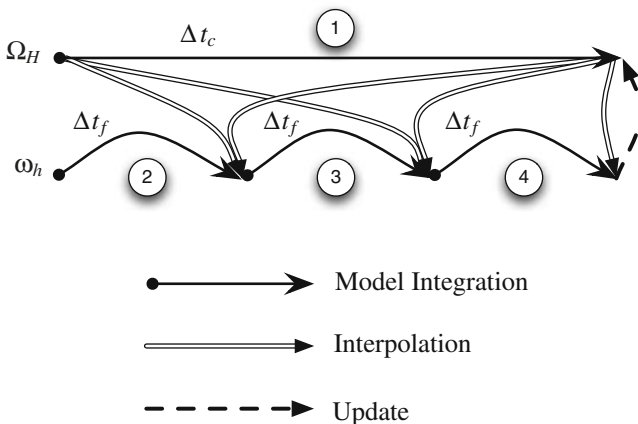 Δt_c 1
Ω_H
Δt_f Δt_f Δt_f
ω_h 2 3 4
Model Integration
Interpolation
Update